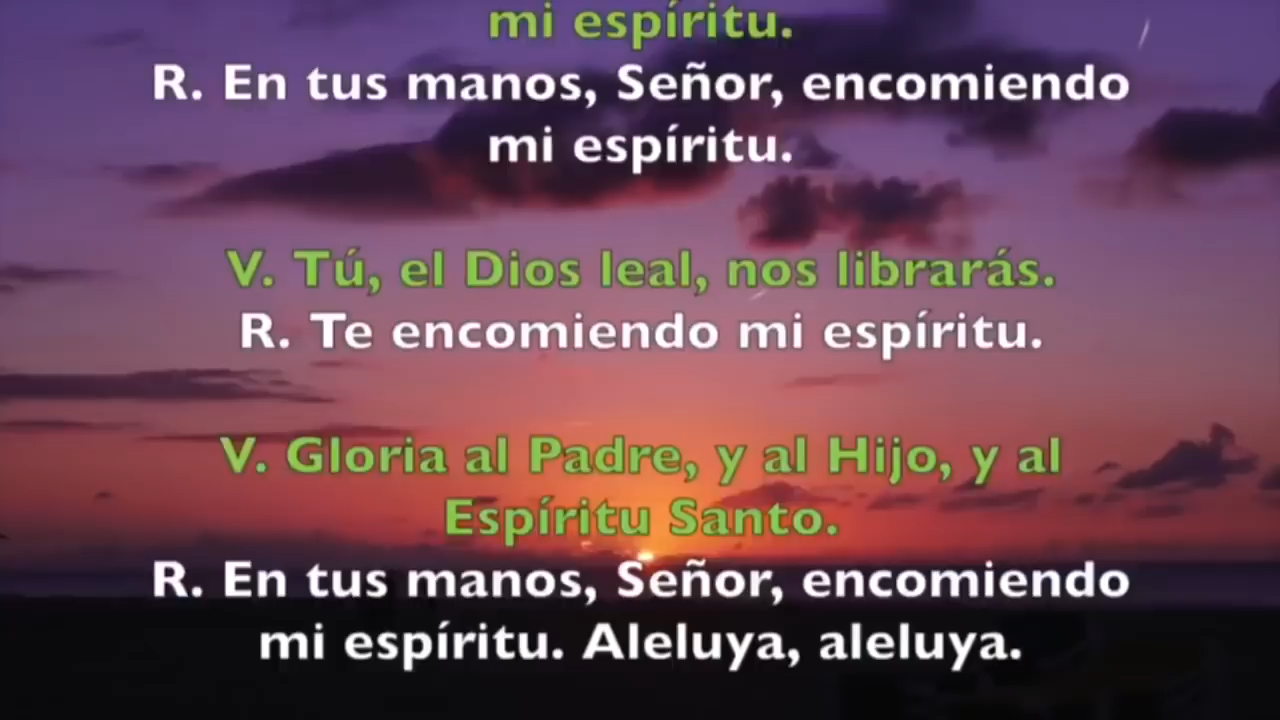 mi espíritu.
R. En tus manos, Señor, encomiendo
mi espíritu.
V. Tú, el Dios leal, nos librarás.
R. Te encomiendo mi espíritu.
V. Gloria al Padre, y al Hijo, y al
Espíritu Santo.
R. En tus manos, Señor, encomiendo
mi espíritu. Aleluya, aleluya.